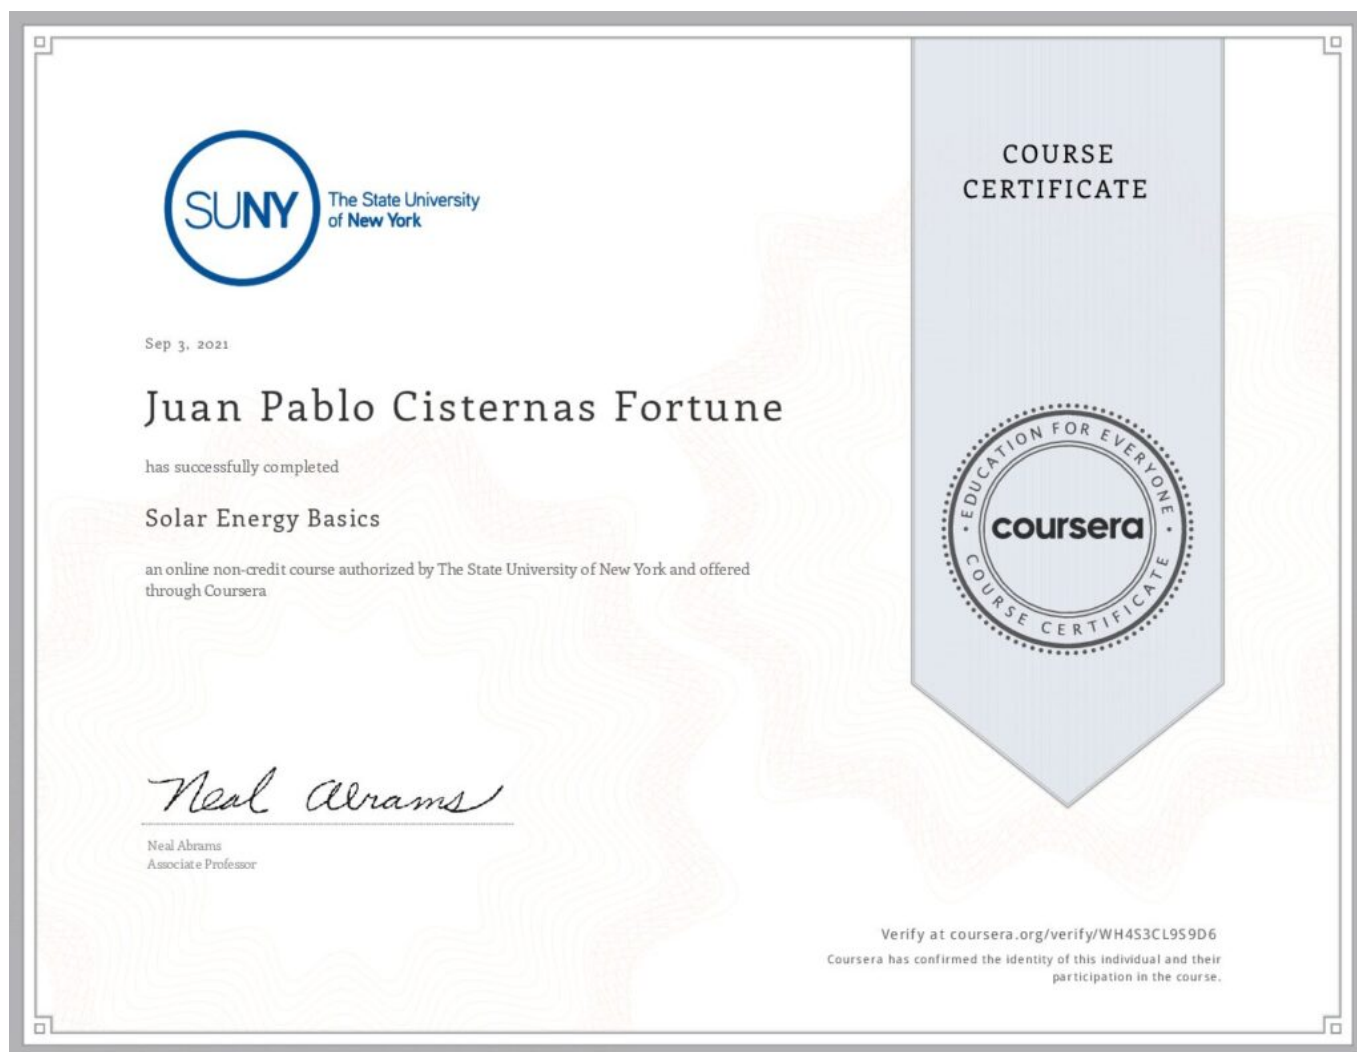 SUNY
The State University
of New York
COURSE
CERTIFICATE
Sep 3, 2021
Juan Pablo Cisternas Fortune
has successfully completed
Solar Energy Basics
an online non-credit course authorized by The State University of New York and offered
through Coursera
EDUCATION FOR EVERYONE
coursera
COURSE CERTIFICATE
Neal Abrams
Neal Abrams
Associate Professor
Verify at coursera.org/verify/WH4S3CL9S9D6
Coursera has confirmed the identity of this individual and their
participation in the course.